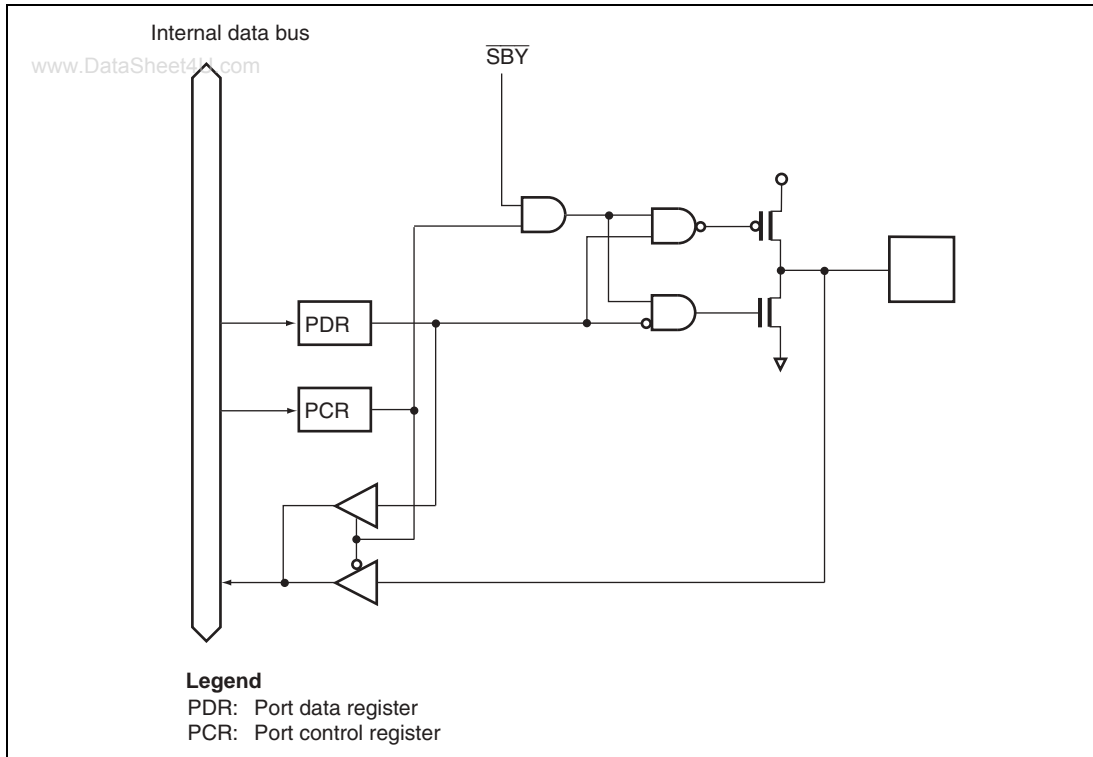 Internal data bus
www.DataSheet4U.com
SBY
PDR
PCR
Legend
PDR: Port data register
PCR: Port control register